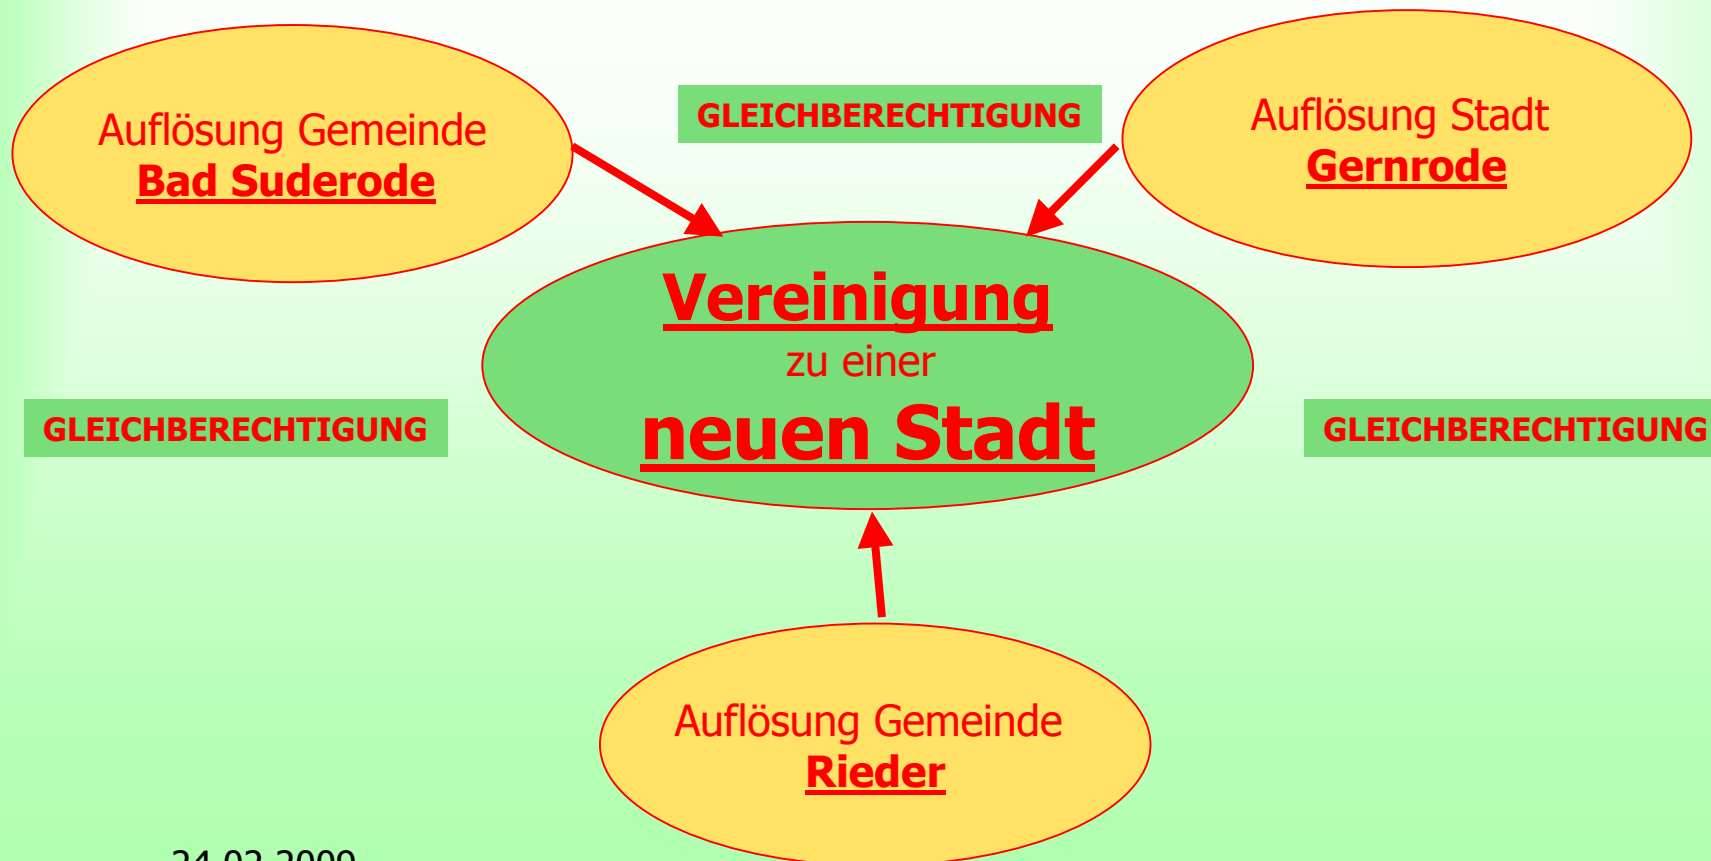 Auflösung Gemeinde
Bad Suderode
GLEICHBERECHTIGUNG
Auflösung Stadt
Gernrode
Vereinigung
zu einer
neuen Stadt
GLEICHBERECHTIGUNG
GLEICHBERECHTIGUNG
Auflösung Gemeinde
Rieder